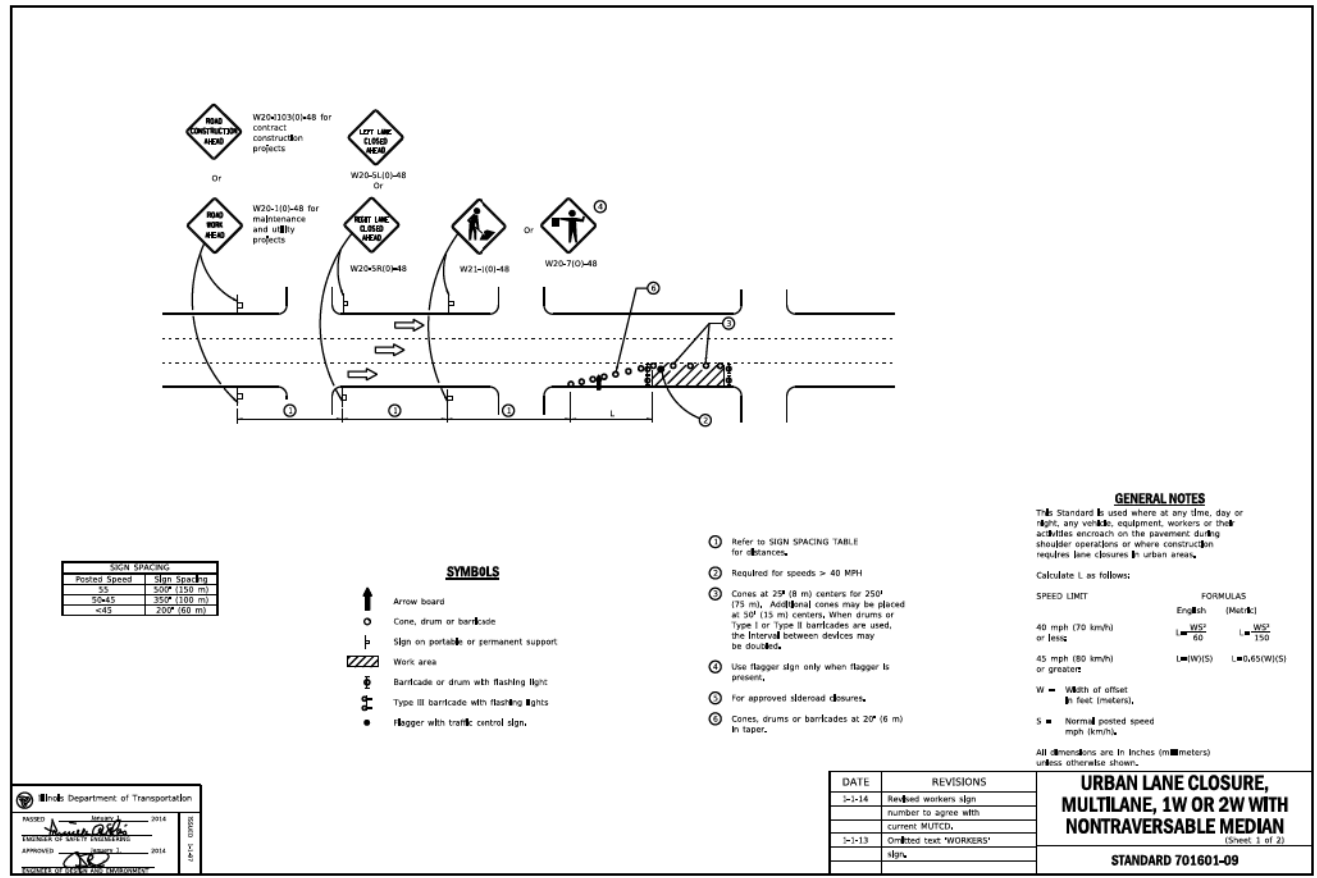 ROAD
CONSTRUCTION
AHEAD
W20-I103(0)-48 for
contract
construction
projects
LEFT LANE
CLOSED
AHEAD
W20-5L(0)-48
Or
Or
ROAD
WORK
AHEAD
W20-1(0)-48 for
maintenance
and utility
projects
RIGHT LANE
CLOSED
AHEAD
W20-5R(0)-48
W21-1(0)-48
Or
4
W20-7(O)-48
6
3
1
1
1
L
2
SIGN SPACING
Posted Speed Sign Spacing
55 500' (150 m)
50-45 350' (100 m)
<45 200' (60 m)
SYMBOLS
Arrow board
Cone, drum or barricade
Sign on portable or permanent support
Work area
Barricade or drum with flashing light
Type III barricade with flashing lights
Flagger with traffic control sign.
1 Refer to SIGN SPACING TABLE
for distances.
2 Required for speeds > 40 MPH
3 Cones at 25' (8 m) centers for 250'
(75 m). Additional cones may be placed
at 50' (15 m) centers. When drums or
Type I or Type II barricades are used,
the interval between devices may
be doubled.
4 Use flagger sign only when flagger is
present.
5 For approved sideroad closures.
6 Cones, drums or barricades at 20' (6 m)
in taper.
GENERAL NOTES
This Standard is used where at any time, day or
night, any vehicle, equipment, workers or their
activities encroach on the pavement during
shoulder operations or where construction
requires lane closures in urban areas.
Calculate L as follows:
SPEED LIMIT FORMULAS
English (Metric)
40 mph (70 km/h)
or less: L=WS²/60 L=WS²/150
45 mph (80 km/h) L=(W)(S) L=0.65(W)(S)
or greater:
W = Width of offset
in feet (meters).
S = Normal posted speed
mph (km/h).
All dimensions are in inches (millimeters)
unless otherwise shown.
Illinois Department of Transportation
PASSED January 1, 2014
ENGINEER OF SAFETY ENGINEERING
APPROVED January 1, 2014
ENGINEER OF DESIGN AND ENVIRONMENT
ISSUED 1-1-97
DATE REVISIONS
1-1-14 Revised workers sign
number to agree with
current MUTCD.
1-1-13 Omitted text 'WORKERS'
sign.
URBAN LANE CLOSURE,
MULTILANE, 1W OR 2W WITH
NONTRAVERSABLE MEDIAN
(Sheet 1 of 2)
STANDARD 701601-09